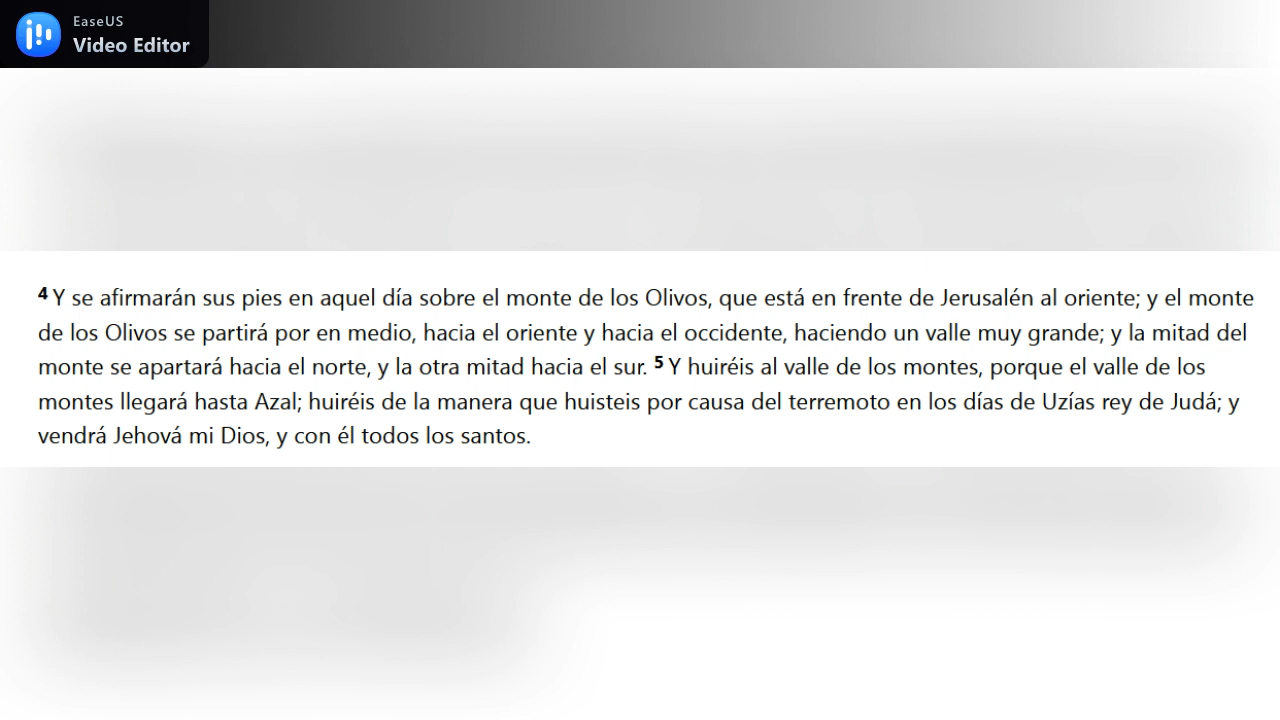 EaseUS
Video Editor
4 Y se afirmarán sus pies en aquel día sobre el monte de los Olivos, que está en frente de Jerusalén al oriente; y el monte
de los Olivos se partirá por en medio, hacia el oriente y hacia el occidente, haciendo un valle muy grande; y la mitad del
monte se apartará hacia el norte, y la otra mitad hacia el sur. 5 Y huiréis al valle de los montes, porque el valle de los
montes llegará hasta Azal; huiréis de la manera que huisteis por causa del terremoto en los días de Uzías rey de Judá; y
vendrá Jehová mi Dios, y con él todos los santos.